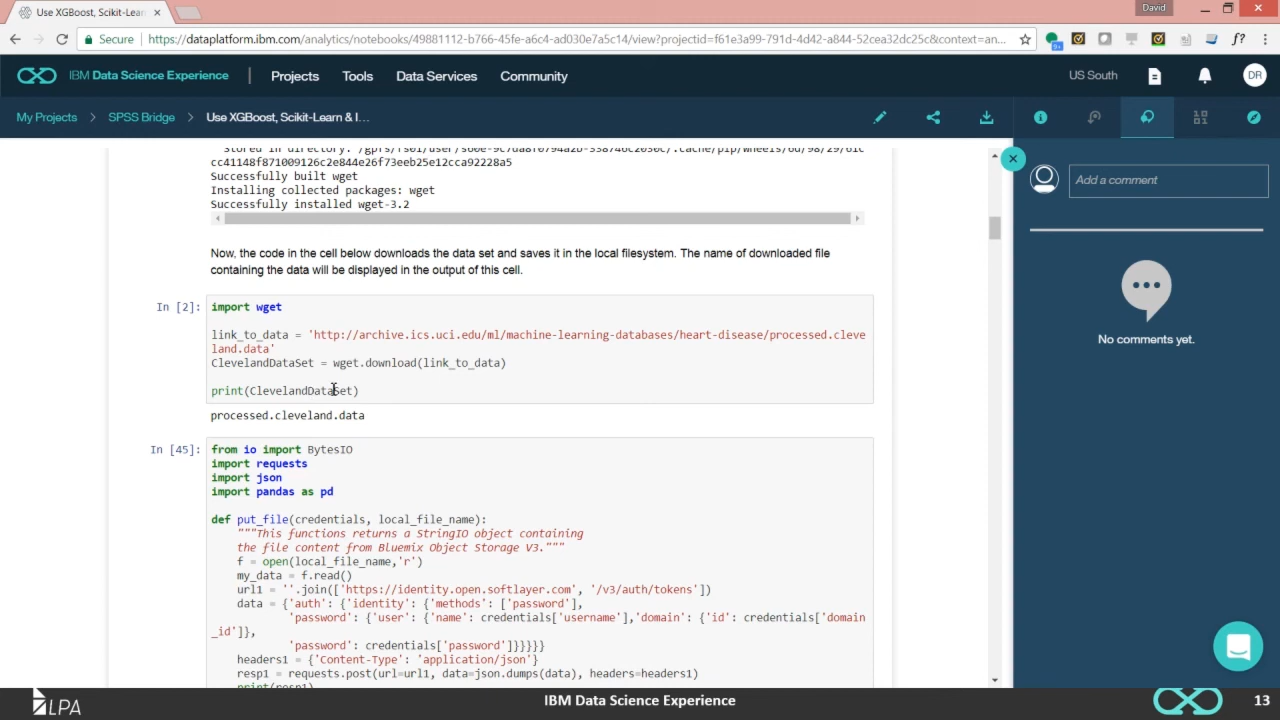 Use XGBoost, Scikit-Learn
David
Secure
https://dataplatform.ibm.com/analytics/notebooks/49881112-b766-45fe-a6c4-ad030e7a5c14/view?projectid=f61e3a99-791d-4d42-a844-52cea32dc25c&context=an...
9+
f?
IBM Data Science Experience
Projects
Tools
Data Services
Community
US South
DR
My Projects
SPSS Bridge
Use XGBoost, Scikit-Learn & I...
cc41148f871009126c2e844e26f73eeb25e12cca92228a5
Successfully built wget
Installing collected packages: wget
Successfully installed wget-3.2
Now, the code in the cell below downloads the data set and saves it in the local filesystem. The name of downloaded file
containing the data will be displayed in the output of this cell.
In [2]:
import wget
link_to_data = 'http://archive.ics.uci.edu/ml/machine-learning-databases/heart-disease/processed.cleve
land.data'
ClevelandDataSet = wget.download(link_to_data)
print(ClevelandDataSet)
processed.cleveland.data
In [45]:
from io import BytesIO
import requests
import json
import pandas as pd
def put_file(credentials, local_file_name):
"""This functions returns a StringIO object containing
the file content from Bluemix Object Storage V3."""
f = open(local_file_name,'r')
my_data = f.read()
url1 = ''.join(['https://identity.open.softlayer.com', '/v3/auth/tokens'])
data = {'auth': {'identity': {'methods': ['password'],
'password': {'user': {'name': credentials['username'],'domain': {'id': credentials['domain
_id']},
'password': credentials['password']}}}}}
headers1 = {'Content-Type': 'application/json'}
resp1 = requests.post(url=url1, data=json.dumps(data), headers=headers1)
print(resp1)
Add a comment
No comments yet.
LPA
IBM Data Science Experience
13